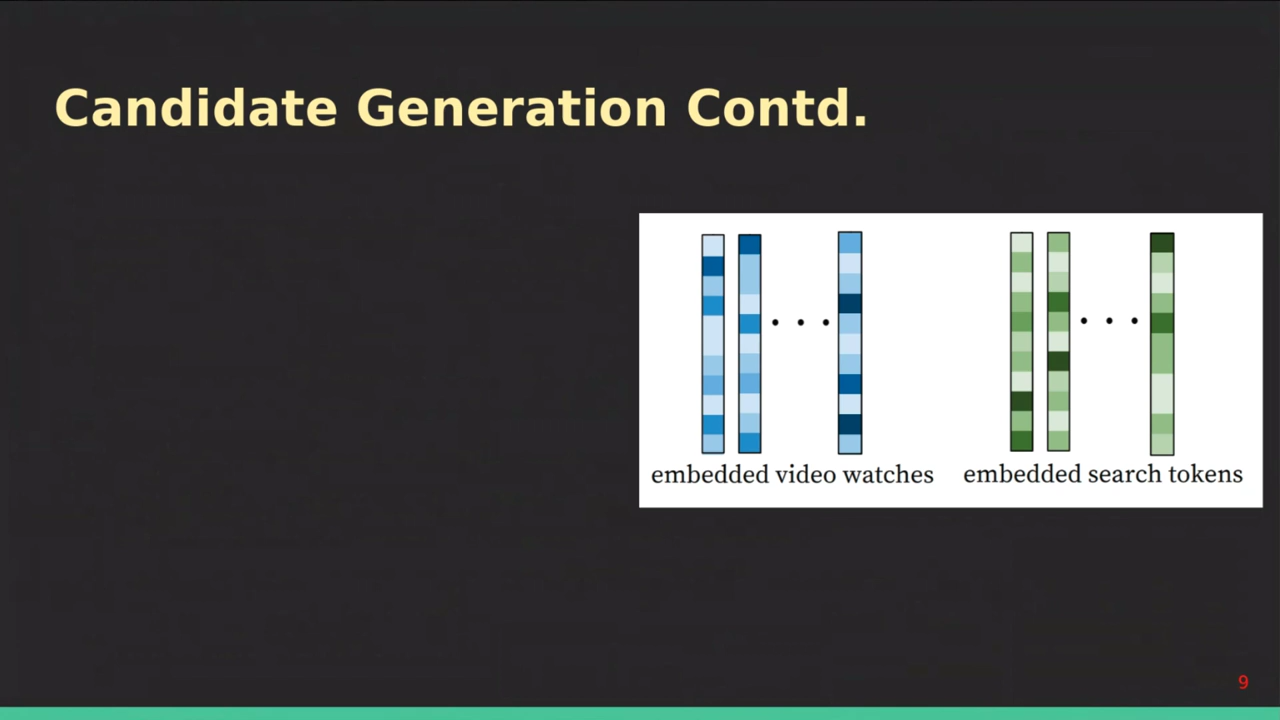 Candidate Generation Contd.
embedded video watches
embedded search tokens
9